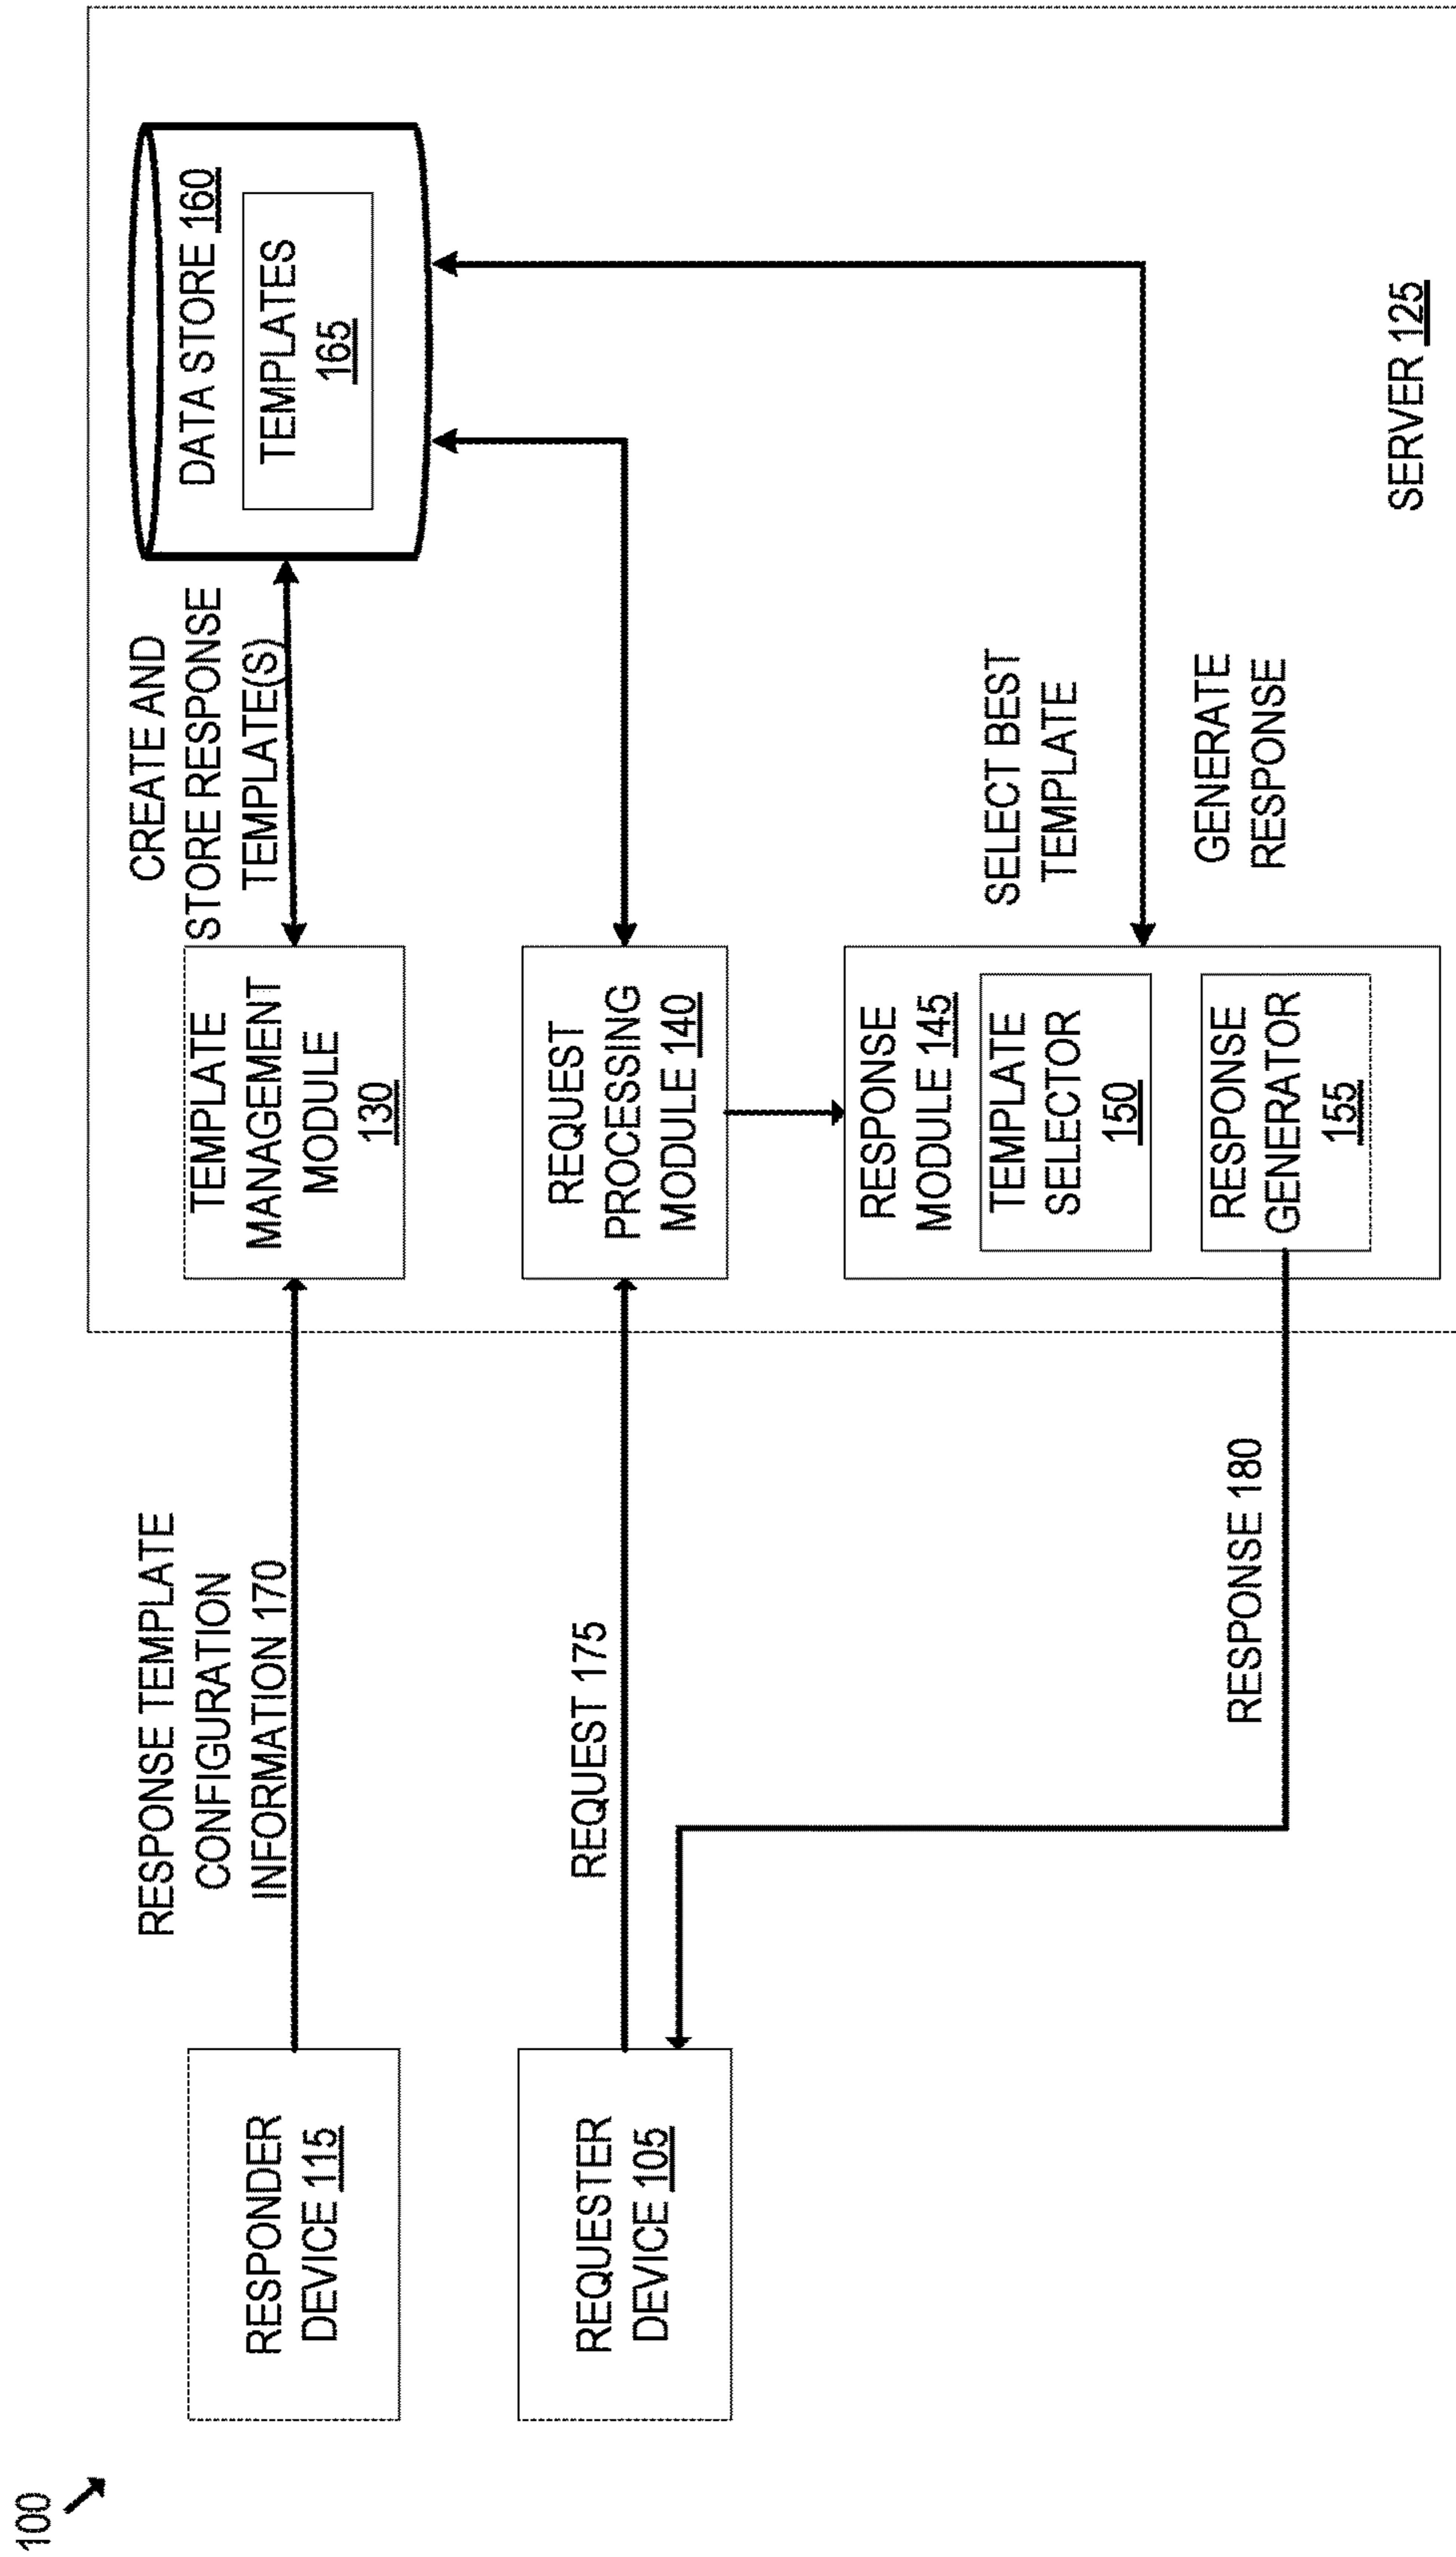 100
RESPONDER
DEVICE 115
RESPONSE TEMPLATE
CONFIGURATION
INFORMATION 170
TEMPLATE
MANAGEMENT
MODULE
130
CREATE AND
STORE RESPONSE
TEMPLATE(S)
DATA STORE 160
TEMPLATES
165
REQUESTER
DEVICE 105
REQUEST 175
REQUEST
PROCESSING
MODULE 140
RESPONSE
MODULE 145
TEMPLATE
SELECTOR
150
SELECT BEST
TEMPLATE
RESPONSE 180
RESPONSE
GENERATOR
155
GENERATE
RESPONSE
SERVER 125